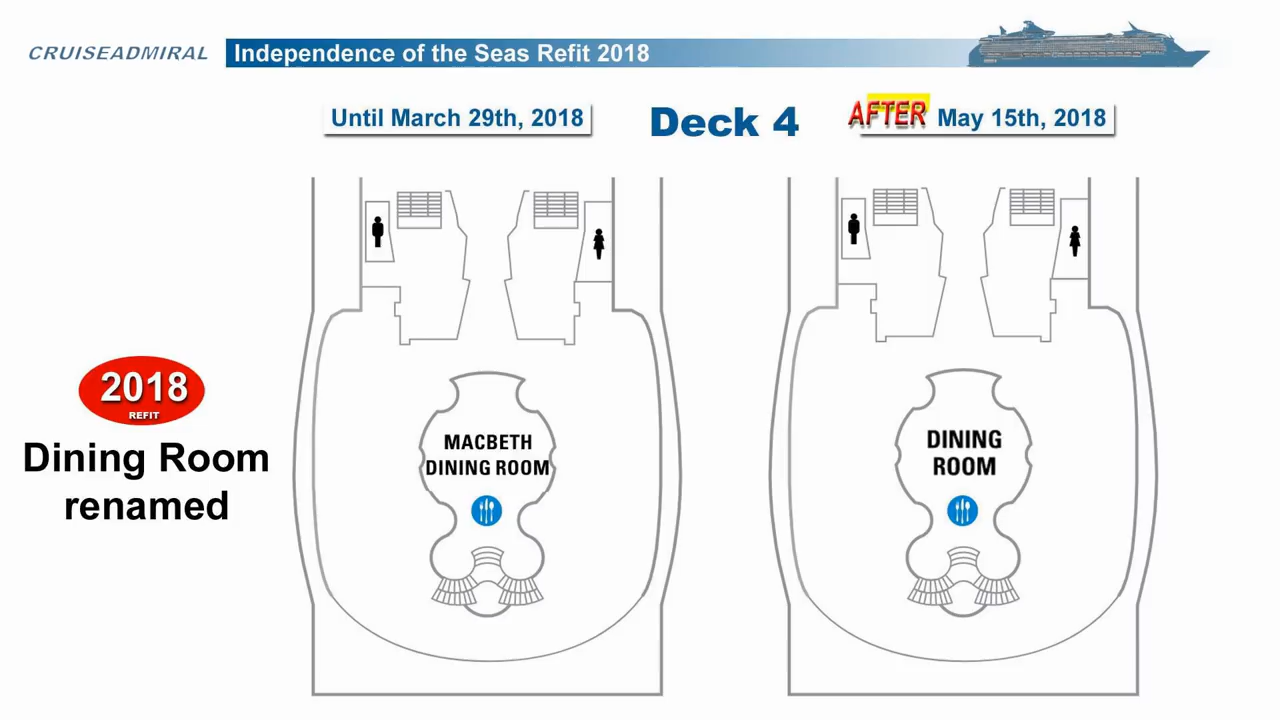 CRUISEADMIRAL
Independence of the Seas Refit 2018
Until March 29th, 2018
Deck 4
AFTER May 15th, 2018
2018
REFIT
Dining Room
renamed
MACBETH
DINING ROOM
DINING
ROOM